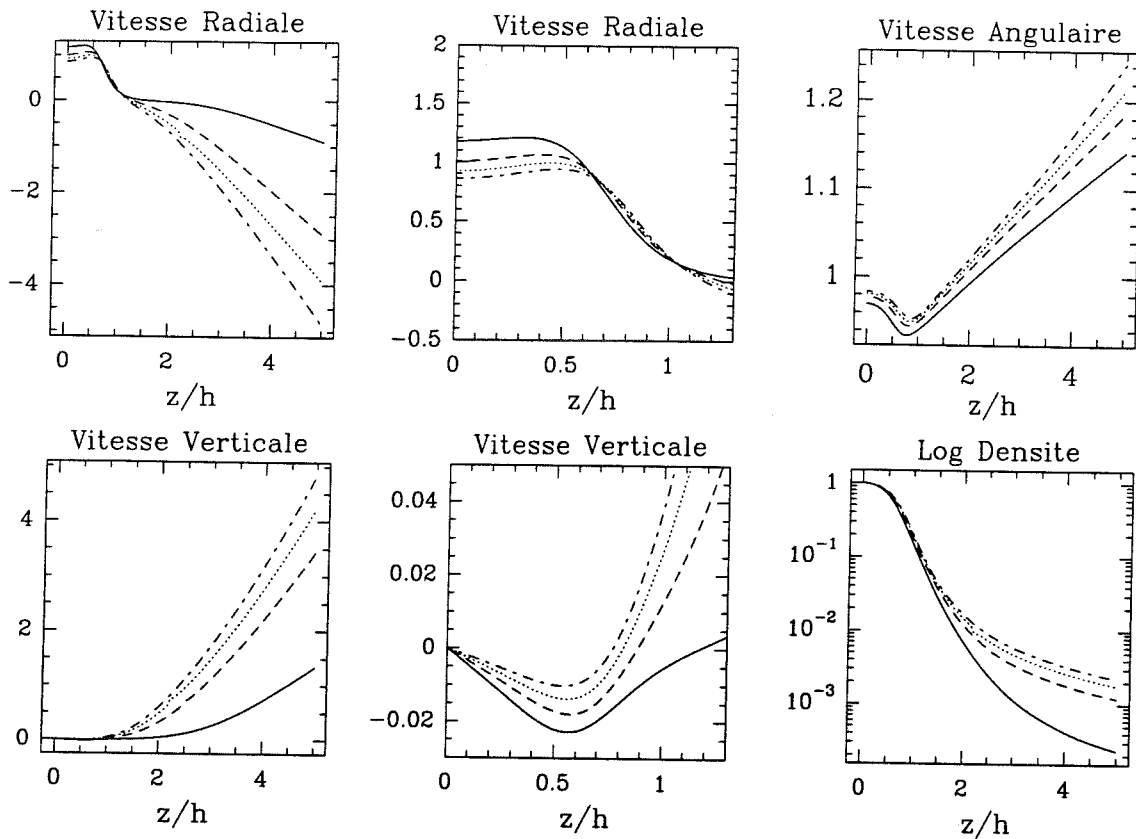 Vitesse Radiale
0
-2
-4
0 2 4
z/h
Vitesse Radiale
2
1.5
1
0.5
0
-0.5
0 0.5 1
z/h
Vitesse Angulaire
1.2
1.1
1
0 2 4
z/h
Vitesse Verticale
4
2
0
0 2 4
z/h
Vitesse Verticale
0.04
0.02
0
-0.02
0 0.5 1
z/h
Log Densite
1
10⁻¹
10⁻²
10⁻³
0 2 4
z/h